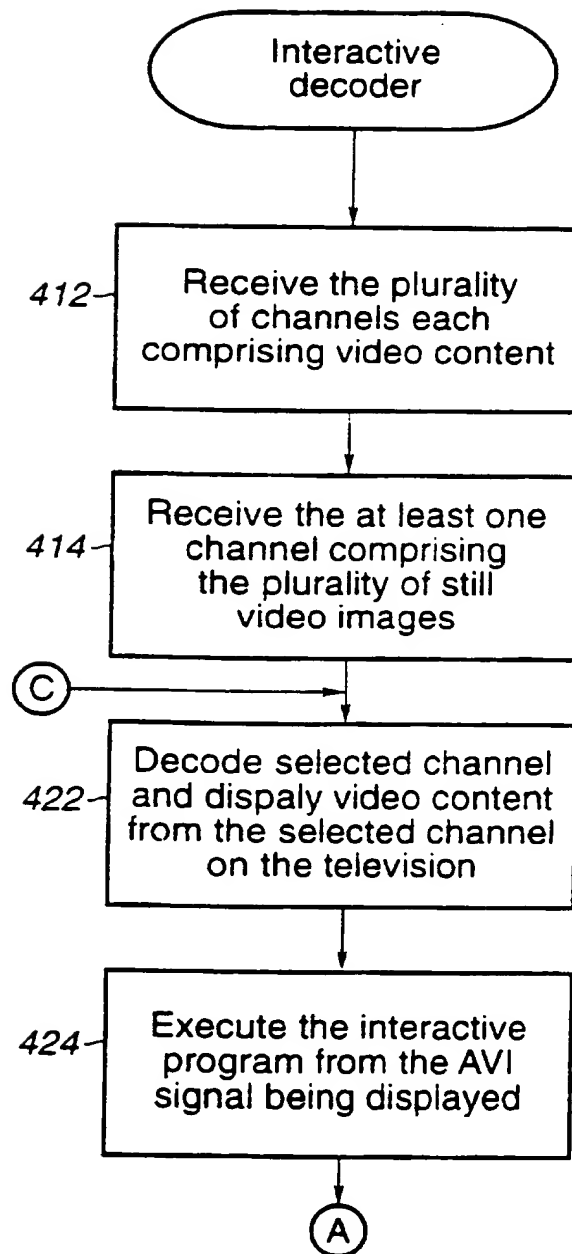 Interactive
decoder
412
Receive the plurality
of channels each
comprising video content
414
Receive the at least one
channel comprising
the plurality of still
video images
C
422
Decode selected channel
and dispaly video content
from the selected channel
on the television
424
Execute the interactive
program from the AVI
signal being displayed
A